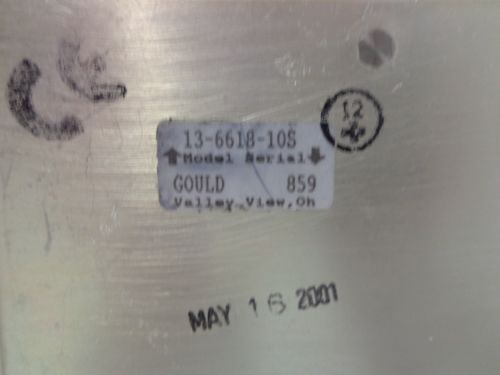 12
13-6618-10S
Model Serial
GOULD 859
Valley View, Oh
MAY 16 2001